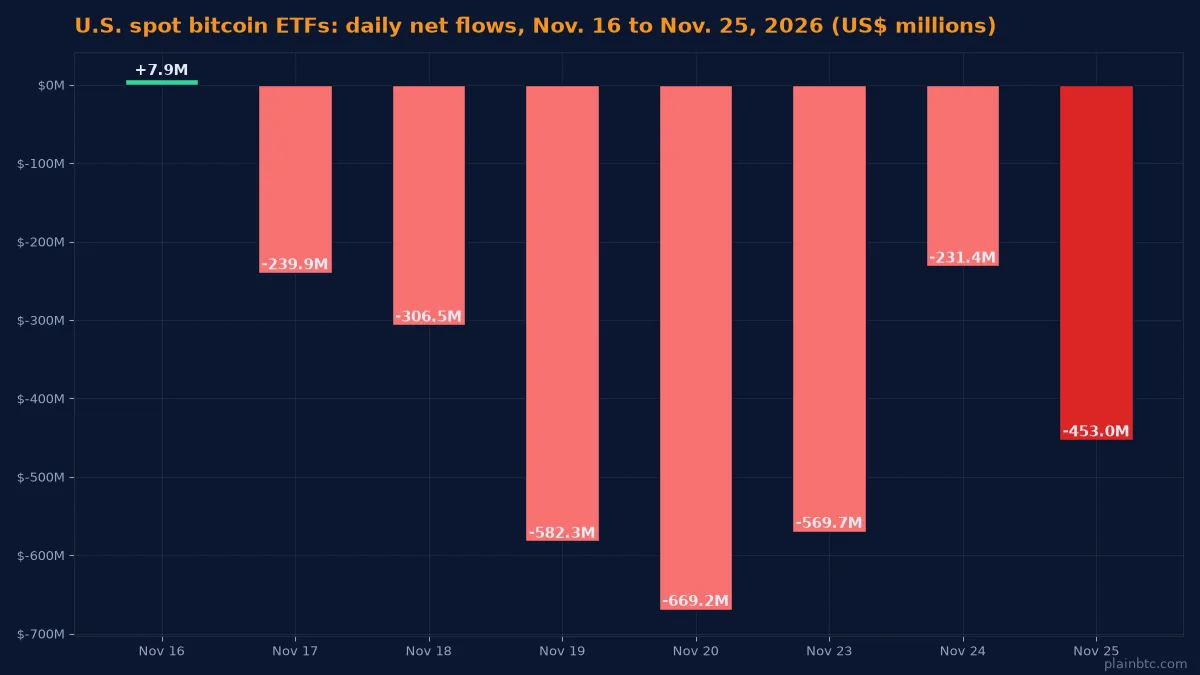 U.S. spot bitcoin ETFs: daily net flows, Nov. 16 to Nov. 25, 2026 (US$ millions)
+7.9M
$0M
$-100M
$-200M
-239.9M
-231.4M
$-300M
-306.5M
$-400M
-453.0M
$-500M
-582.3M
-569.7M
$-600M
-669.2M
$-700M
Nov 16 Nov 17 Nov 18 Nov 19 Nov 20 Nov 23 Nov 24 Nov 25
plainbtc.com